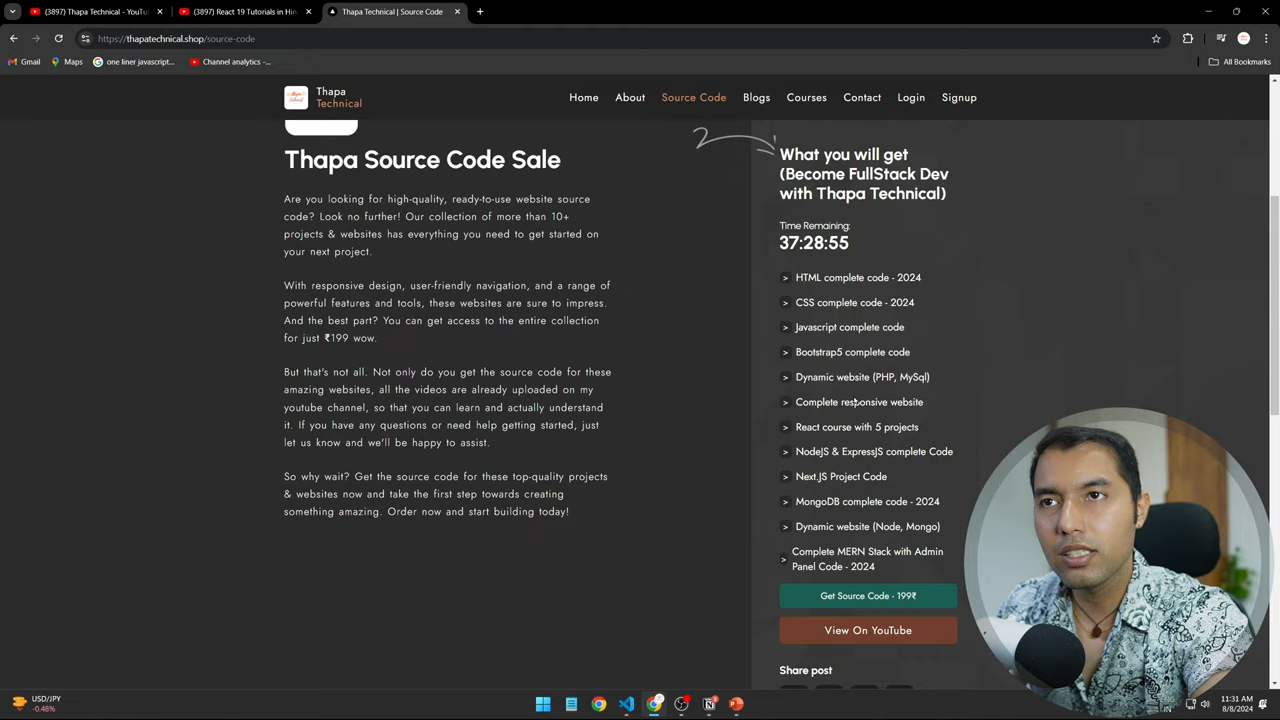 (3897) Thapa Technical - YouTu
(3897) React 19 Tutorials in Hin
Thapa Technical | Source Code
https://thapatechnical.shop/source-code
Gmail
Maps
one liner javascript...
Channel analytics -...
All Bookmarks
Thapa
Technical
Home
About
Source Code
Blogs
Courses
Contact
Login
Signup
Thapa Source Code Sale
Are you looking for high-quality, ready-to-use website source
code? Look no further! Our collection of more than 10+
projects & websites has everything you need to get started on
your next project.
With responsive design, user-friendly navigation, and a range of
powerful features and tools, these websites are sure to impress.
And the best part? You can get access to the entire collection
for just ₹199 wow.
But that's not all. Not only do you get the source code for these
amazing websites, all the videos are already uploaded on my
youtube channel, so that you can learn and actually understand
it. If you have any questions or need help getting started, just
let us know and we'll be happy to assist.
So why wait? Get the source code for these top-quality projects
& websites now and take the first step towards creating
something amazing. Order now and start building today!
What you will get
(Become FullStack Dev
with Thapa Technical)
Time Remaining:
37:28:55
> HTML complete code - 2024
> CSS complete code - 2024
> Javascript complete code
> Bootstrap5 complete code
> Dynamic website (PHP, MySql)
> Complete responsive website
> React course with 5 projects
> NodeJS & ExpressJS complete Code
> Next.JS Project Code
> MongoDB complete code - 2024
> Dynamic website (Node, Mongo)
> Complete MERN Stack with Admin
Panel Code - 2024
Get Source Code - 199₹
View On YouTube
Share post
USD/JPY
-0.48%
ENG
IN
11:31 AM
8/8/2024